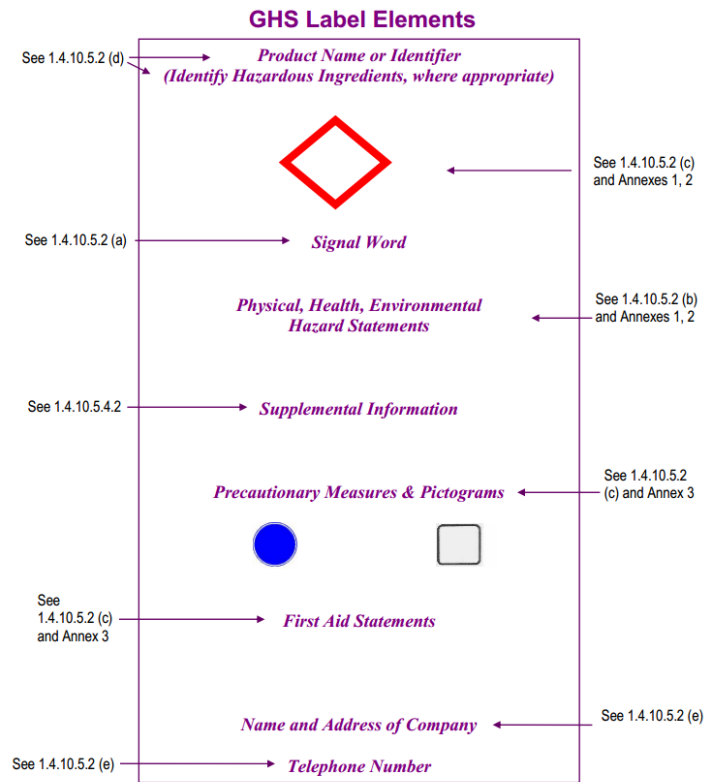 GHS Label Elements
See 1.4.10.5.2 (d)
Product Name or Identifier
(Identify Hazardous Ingredients, where appropriate)
See 1.4.10.5.2 (c)
and Annexes 1, 2
See 1.4.10.5.2 (a)
Signal Word
Physical, Health, Environmental
Hazard Statements
See 1.4.10.5.2 (b)
and Annexes 1, 2
See 1.4.10.5.4.2
Supplemental Information
Precautionary Measures & Pictograms
See 1.4.10.5.2
(c) and Annex 3
See
1.4.10.5.2 (c)
and Annex 3
First Aid Statements
Name and Address of Company
See 1.4.10.5.2 (e)
See 1.4.10.5.2 (e)
Telephone Number